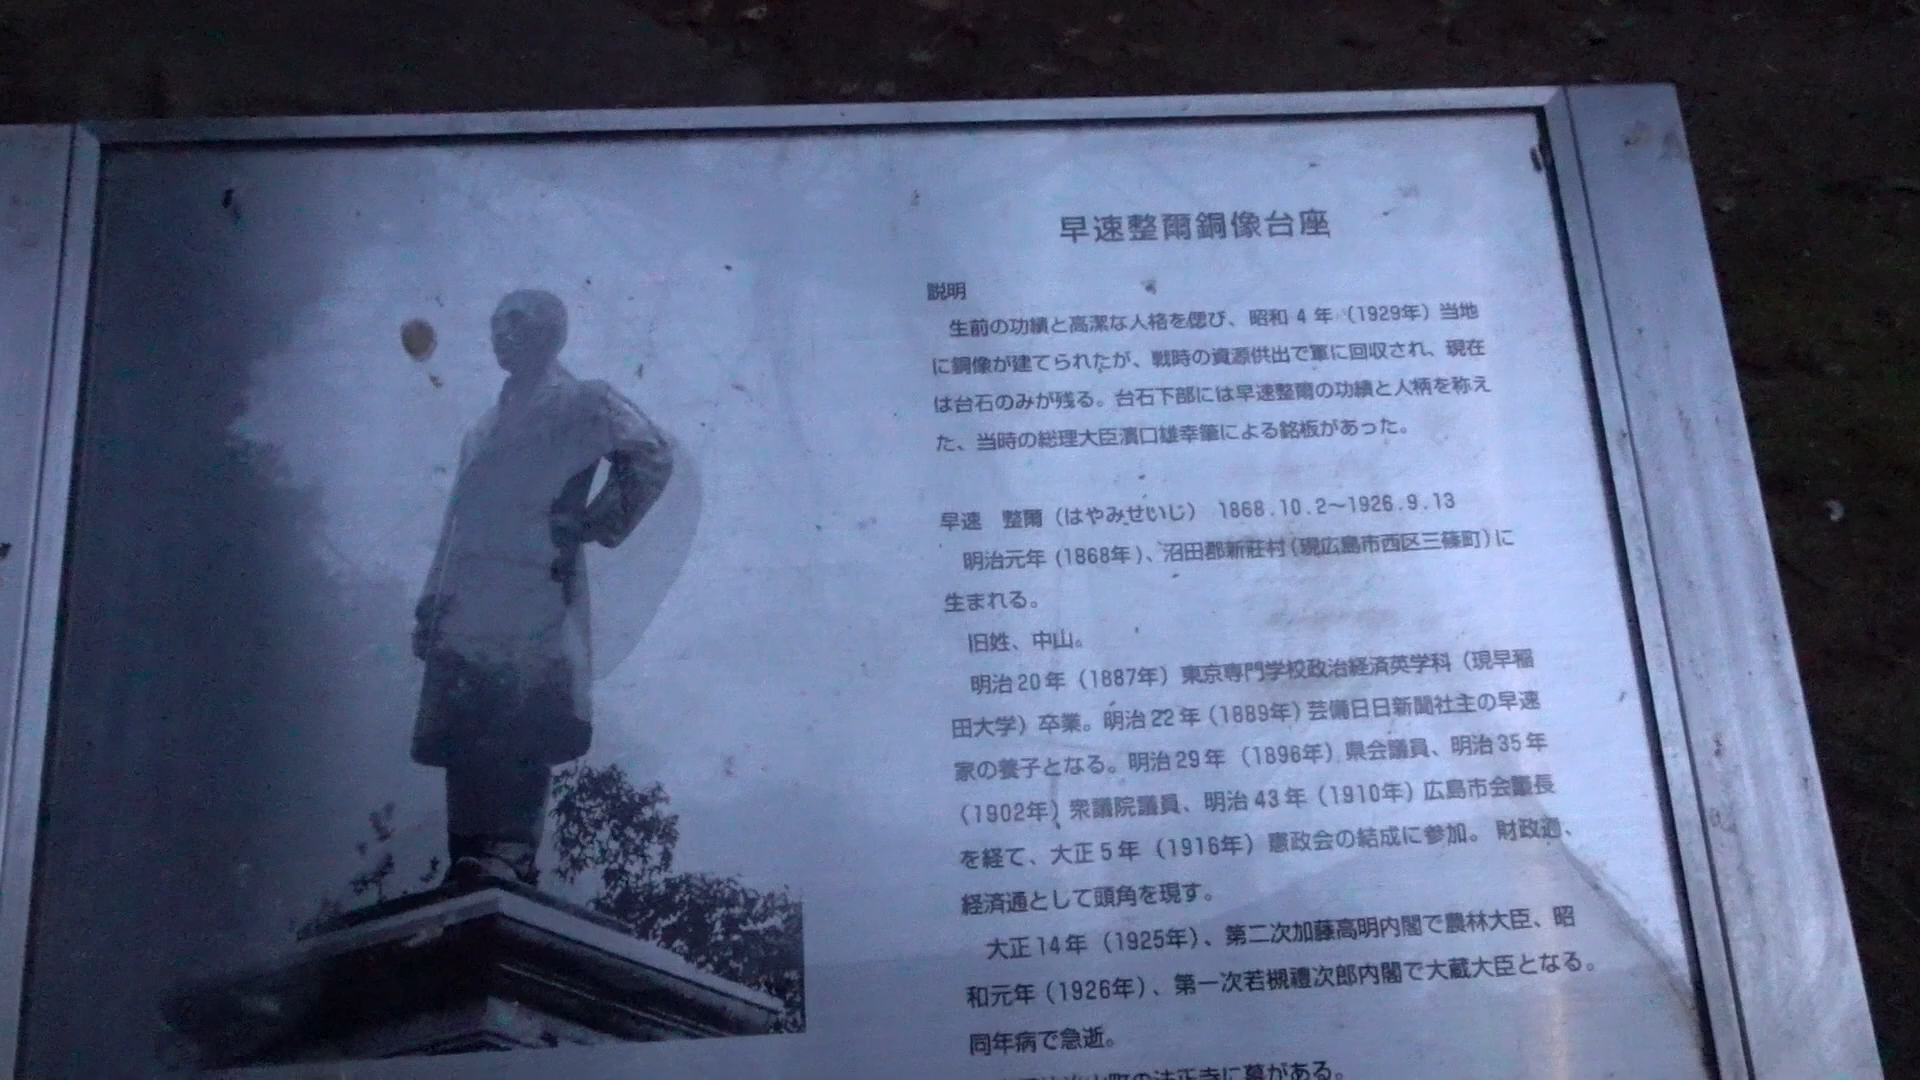 早速整爾銅像台座
説明
生前の功績と高潔な人格を偲び、昭和4年(1929年)当地
に銅像が建てられたが、戦時の資源供出で軍に回収され、現在
は台石のみが残る。台石下部には早速整爾の功績と人柄を称え
た、当時の総理大臣濱口雄幸筆による銘板があった。
早速 整爾(はやみせいじ) 1868.10.2~1926.9.13
明治元年(1868年)、沼田郡新莊村(現広島市西区三篠町)に
生まれる。
旧姓、中山。
明治20年(1887年)東京専門学校政治経済英学科(現早稲
田大学)卒業。明治22年(1889年)芸備日日新聞社主の早速
家の養子となる。明治29年(1896年)県会議員、明治35年
(1902年)衆議院議員、明治43年(1910年)広島市会議長
を経て、大正5年(1916年)憲政会の結成に参加。財政通、
経済通として頭角を現す。
大正14年(1925年)、第二次加藤高明内閣で農林大臣、昭
和元年(1926年)、第一次若槻禮次郎内閣で大蔵大臣となる。
同年病で急逝。
町の法正寺に墓がある。